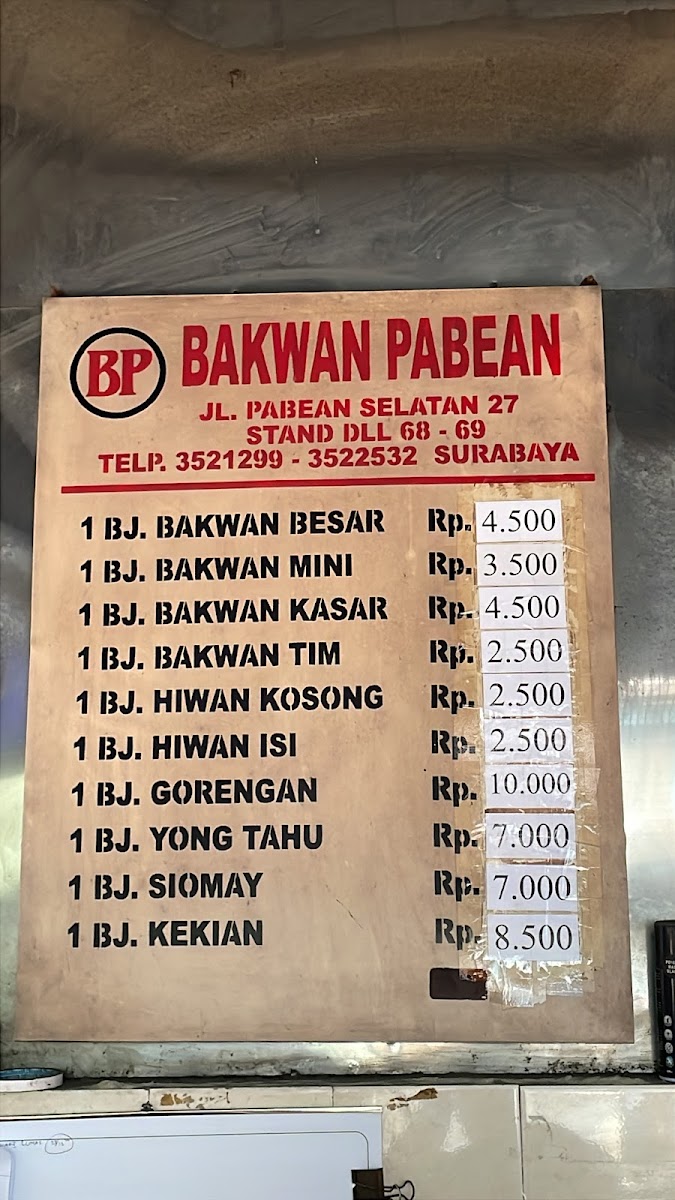 BP BAKWAN PABEAN
JL. PABEAN SELATAN 27
STAND DLL 68 - 69
TELP. 3521299 - 3522532 SURABAYA
1 BJ. BAKWAN BESAR Rp. 4.500
1 BJ. BAKWAN MINI Rp. 3.500
1 BJ. BAKWAN KASAR Rp. 4.500
1 BJ. BAKWAN TIM Rp. 2.500
1 BJ. HIWAN KOSONG Rp. 2.500
1 BJ. HIWAN ISI Rp. 2.500
1 BJ. GORENGAN Rp. 10.000
1 BJ. YONG TAHU Rp. 7.000
1 BJ. SIOMAY Rp. 7.000
1 BJ. KEKIAN Rp. 8.500